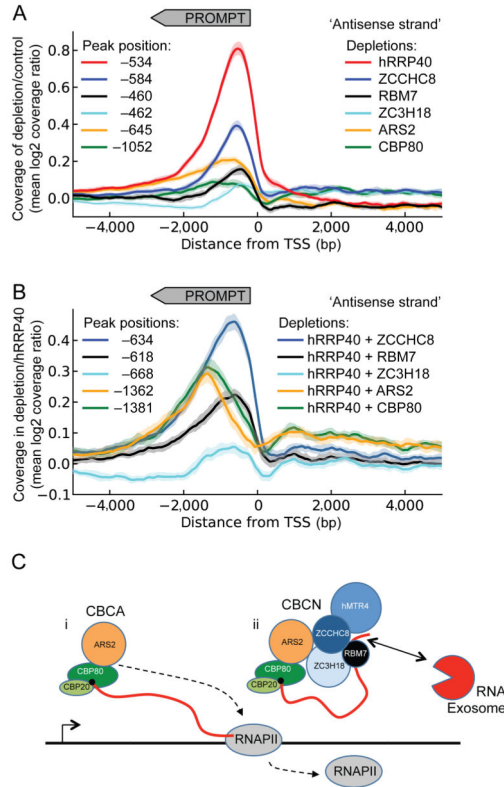 A
PROMPT
'Antisense strand'
Peak position:
Depletions:
−534
hRRP40
−584
ZCCHC8
−460
RBM7
−462
ZC3H18
−645
ARS2
−1052
CBP80
Coverage of depletion/control
(mean log2 coverage ratio)
0.8
0.6
0.4
0.2
0.0
−4,000
−2,000
0
2,000
4,000
Distance from TSS (bp)
B
PROMPT
'Antisense strand'
Peak positions:
Depletions:
−634
hRRP40 + ZCCHC8
−618
hRRP40 + RBM7
−668
hRRP40 + ZC3H18
−1362
hRRP40 + ARS2
−1381
hRRP40 + CBP80
Coverage in depletion/hRRP40
(mean log2 coverage ratio)
0.4
0.3
0.2
0.1
0.0
−0.1
−4,000
−2,000
0
2,000
4,000
Distance from TSS (bp)
C
i
CBCA
ARS2
CBP80
CBP20
ii
CBCN
hMTR4
ZCCHC8
ARS2
RBM7
ZC3H18
CBP80
CBP20
RNA
Exosome
RNAPII
RNAPII